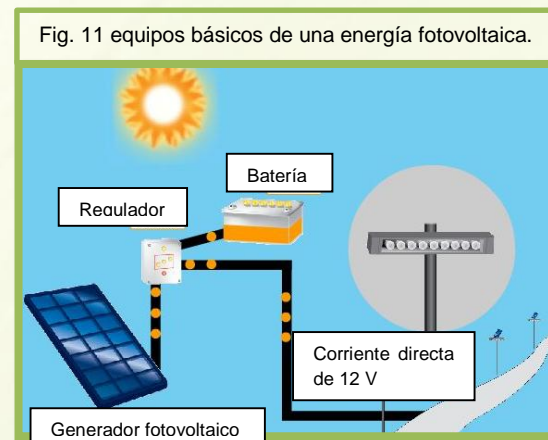 Fig. 11 equipos básicos de una energía fotovoltaica.
Batería
Regulador
Corriente directa
de 12 V
Generador fotovoltaico